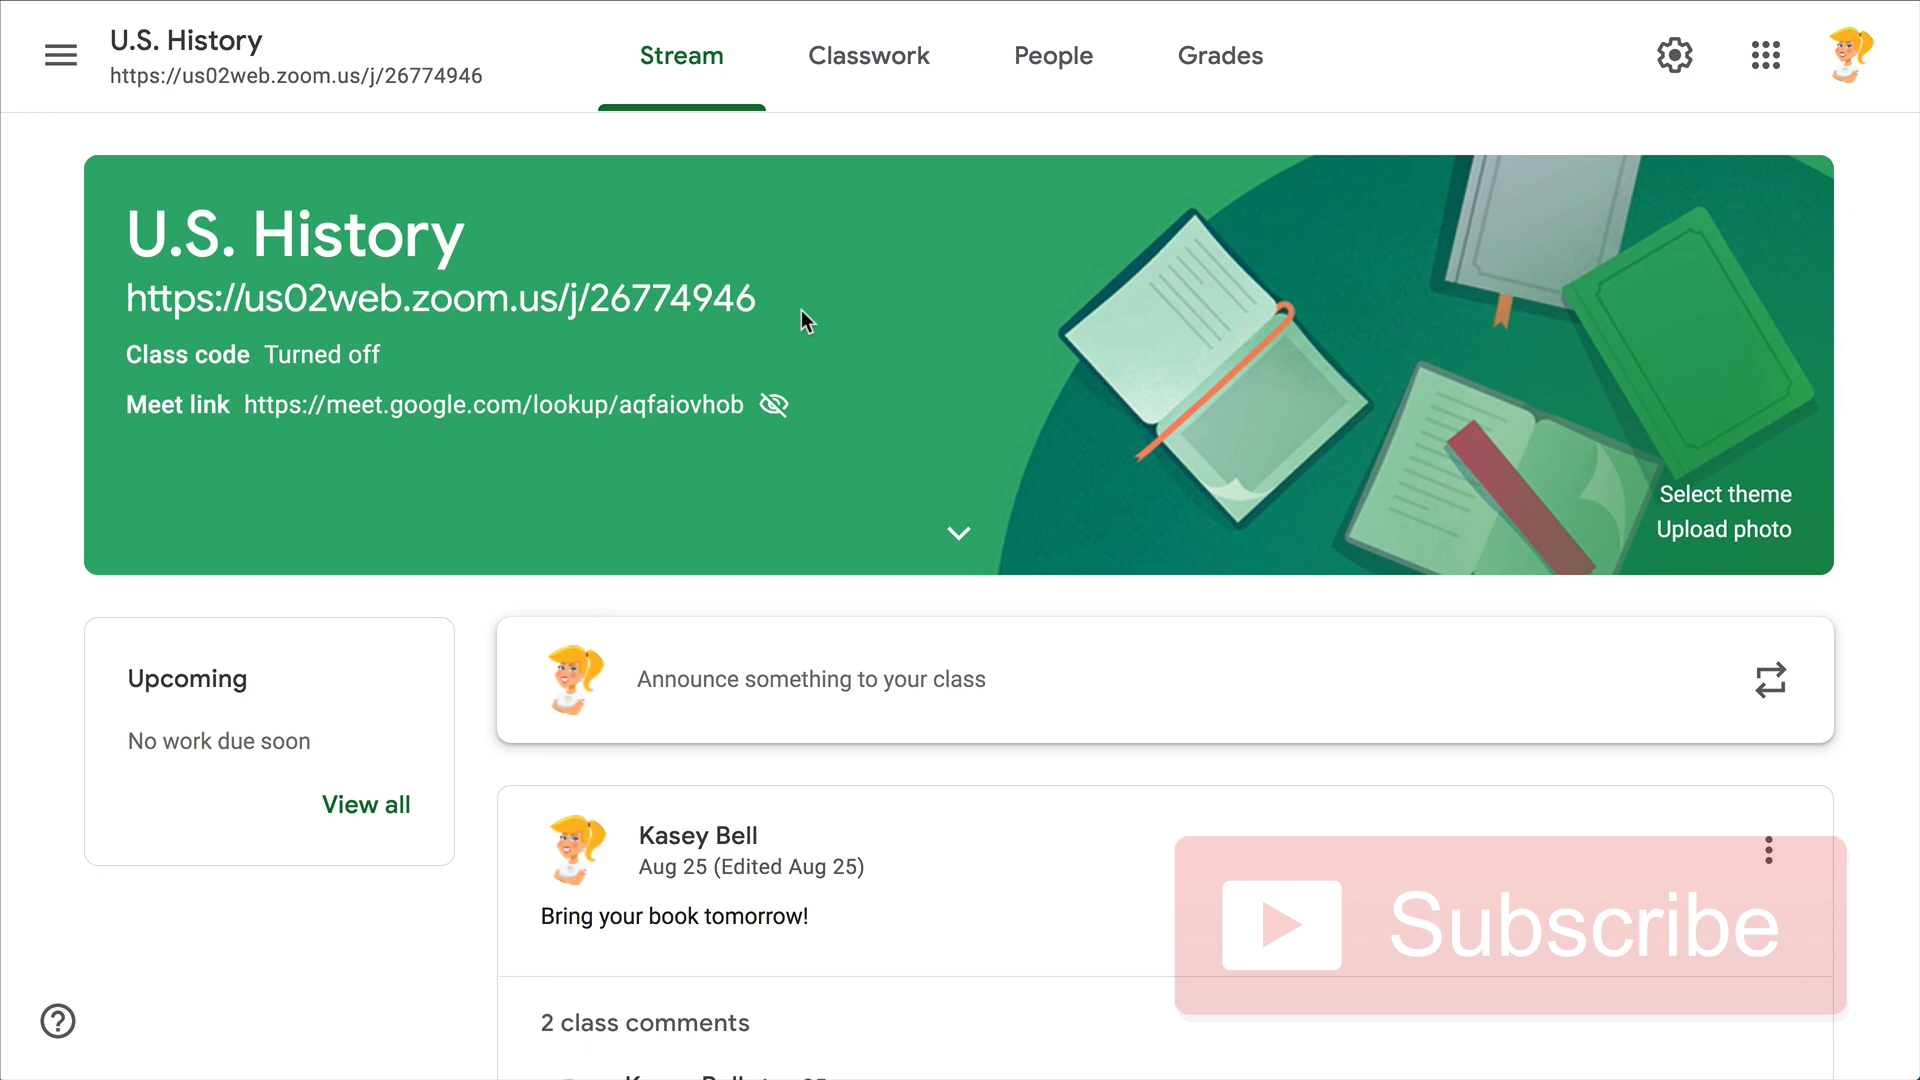 U.S. History
https://us02web.zoom.us/j/26774946
Stream
Classwork
People
Grades
U.S. History
https://us02web.zoom.us/j/26774946
Class code Turned off
Meet link https://meet.google.com/lookup/aqfaiovhob
Select theme
Upload photo
Upcoming
No work due soon
View all
Announce something to your class
Kasey Bell
Aug 25 (Edited Aug 25)
Bring your book tomorrow!
Subscribe
2 class comments